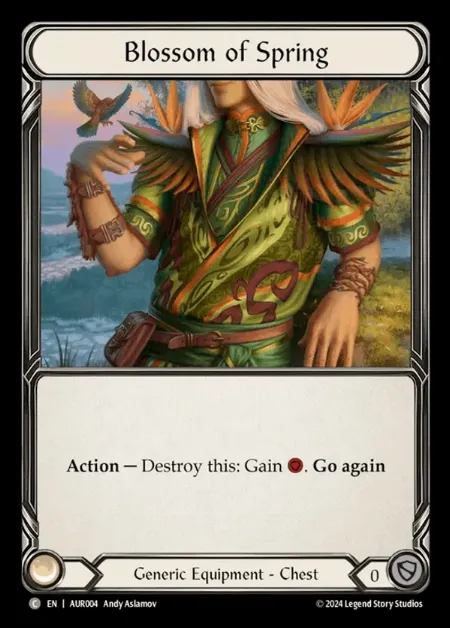 Blossom of Spring
Action — Destroy this: Gain . Go again
Generic Equipment - Chest
0
C EN | AUR004 Andy Aslamov
© 2024 Legend Story Studios